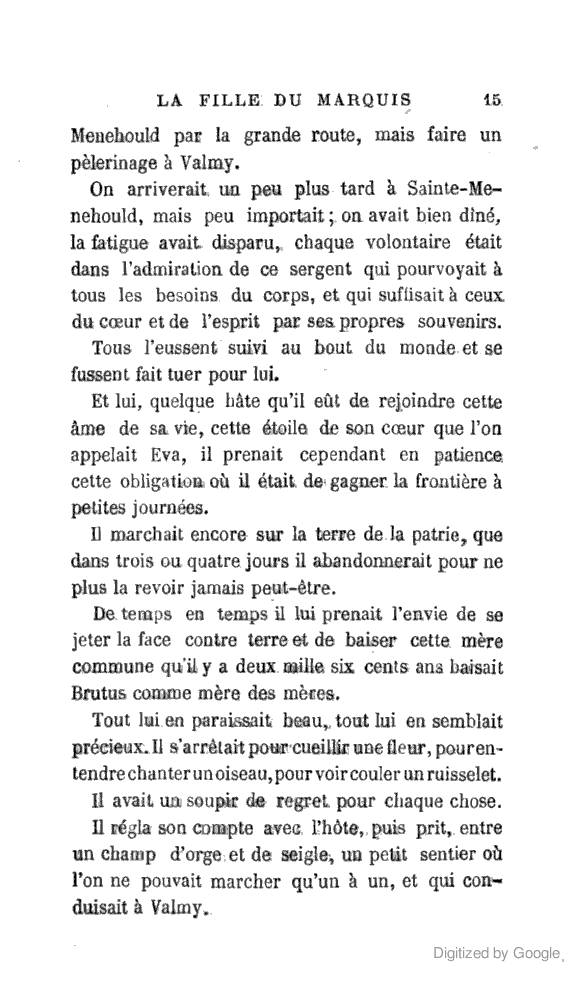 LA FILLE DU MARQUIS 15
Menehould par la grande route, mais faire un
pèlerinage à Valmy.
On arriverait un peu plus tard à Sainte-Me-
nehould, mais peu importait ; on avait bien dîné,
la fatigue avait disparu, chaque volontaire était
dans l'admiration de ce sergent qui pourvoyait à
tous les besoins du corps, et qui suffisait à ceux
du cœur et de l'esprit par ses propres souvenirs.
Tous l'eussent suivi au bout du monde et se
fussent fait tuer pour lui.
Et lui, quelque hâte qu'il eût de rejoindre cette
âme de sa vie, cette étoile de son cœur que l'on
appelait Eva, il prenait cependant en patience
cette obligation où il était de gagner la frontière à
petites journées.
Il marchait encore sur la terre de la patrie, que
dans trois ou quatre jours il abandonnerait pour ne
plus la revoir jamais peut-être.
De temps en temps il lui prenait l'envie de se
jeter la face contre terre et de baiser cette mère
commune qu'il y a deux mille six cents ans baisait
Brutus comme mère des mères.
Tout lui en paraissait beau, tout lui en semblait
précieux. Il s'arrêtait pour cueillir une fleur, pour en-
tendre chanter un oiseau, pour voir couler un ruisselet.
Il avait un soupir de regret pour chaque chose.
Il régla son compte avec l'hôte, puis prit, entre
un champ d'orge et de seigle, un petit sentier où
l'on ne pouvait marcher qu'un à un, et qui con-
duisait à Valmy.
Digitized by Google